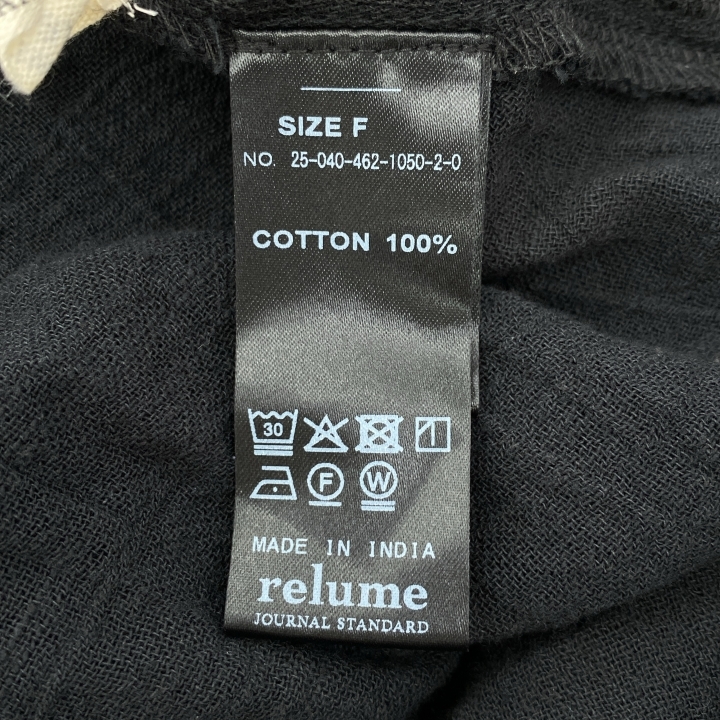 SIZE F
NO. 25-040-462-1050-2-0
COTTON 100%
30
F W
MADE IN INDIA
relume
JOURNAL STANDARD